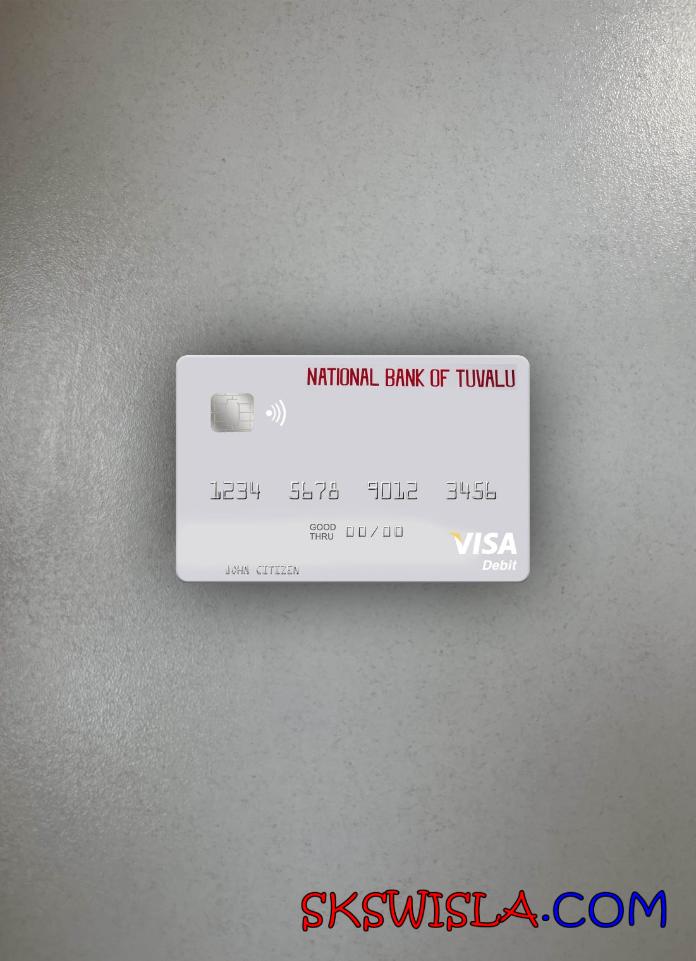 NATIONAL BANK OF TUVALU
1234 5678 9012 3456
GOOD THRU 00/00
VISA
Debit
JOHN CITIZEN
SKSWISLA.COM